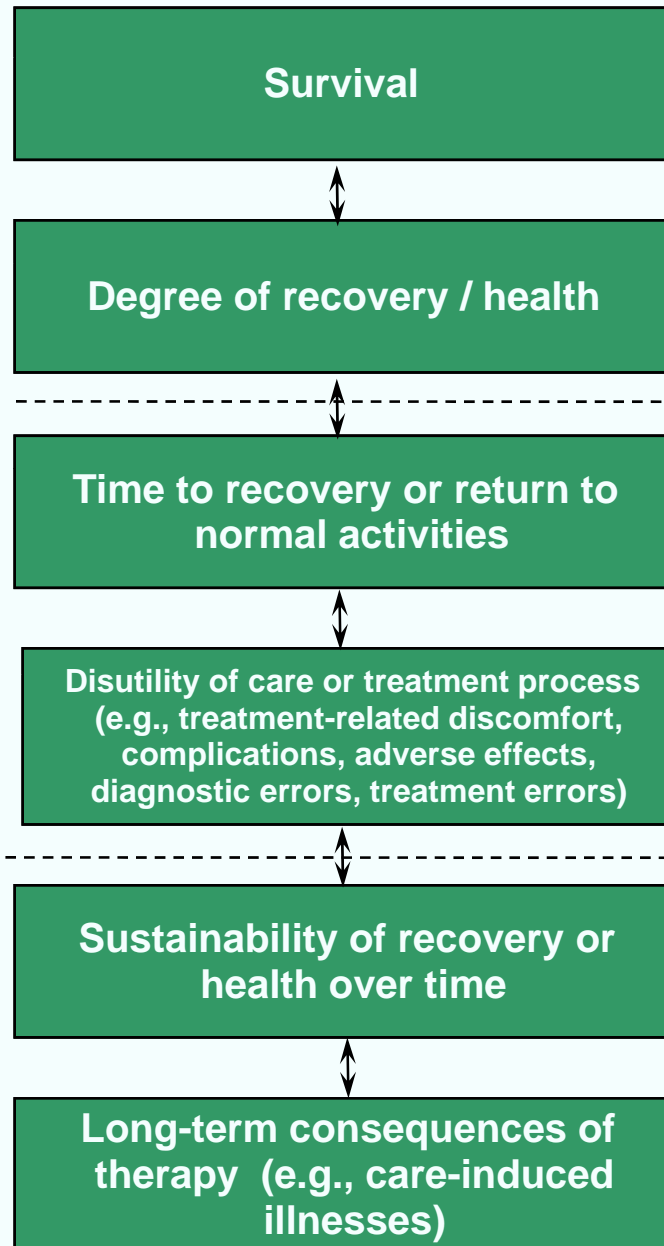 Survival
Degree of recovery / health
Time to recovery or return to
normal activities
Disutility of care or treatment process
(e.g., treatment-related discomfort,
complications, adverse effects,
diagnostic errors, treatment errors)
Sustainability of recovery or
health over time
Long-term consequences of
therapy (e.g., care-induced
illnesses)